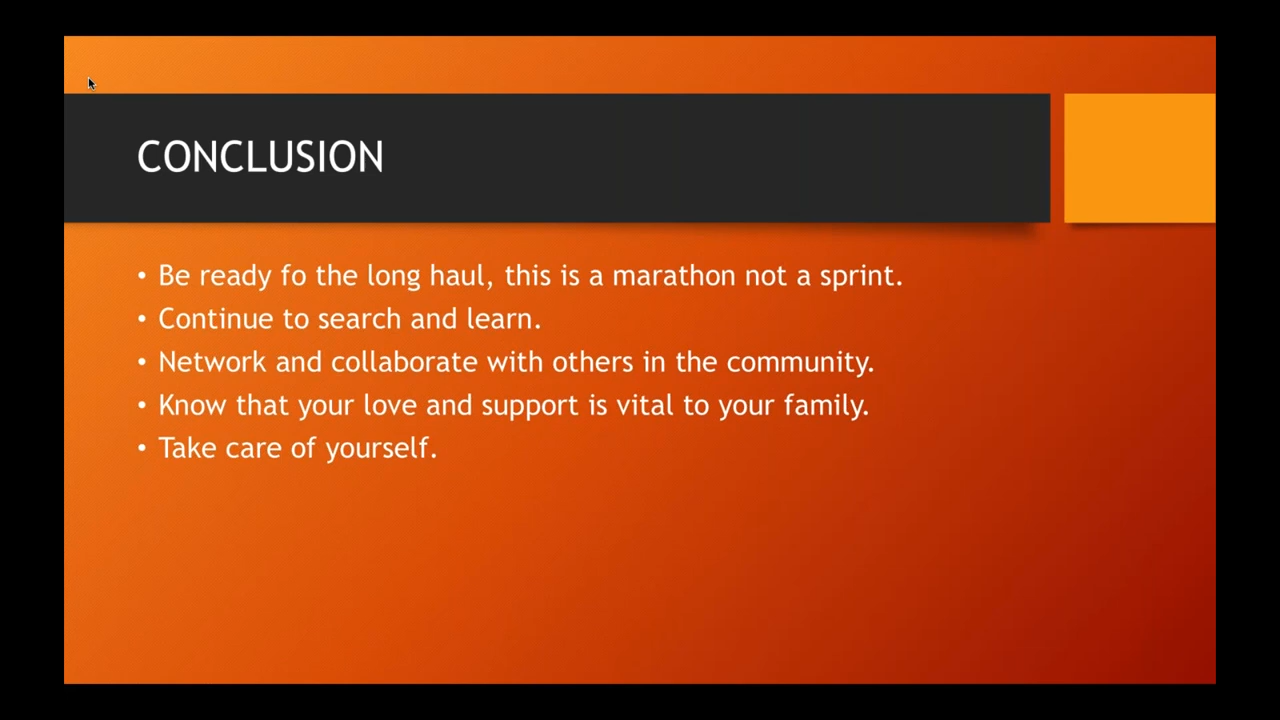 CONCLUSION
• Be ready fo the long haul, this is a marathon not a sprint.
• Continue to search and learn.
• Network and collaborate with others in the community.
• Know that your love and support is vital to your family.
• Take care of yourself.